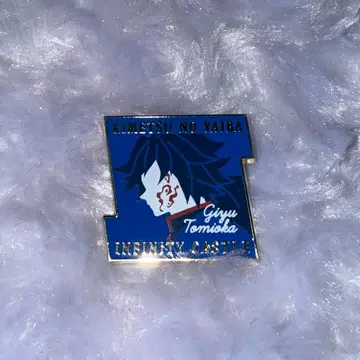 KIMETSU NO YAIBA
Giyu
Tomioka
INFINITY CASTLE